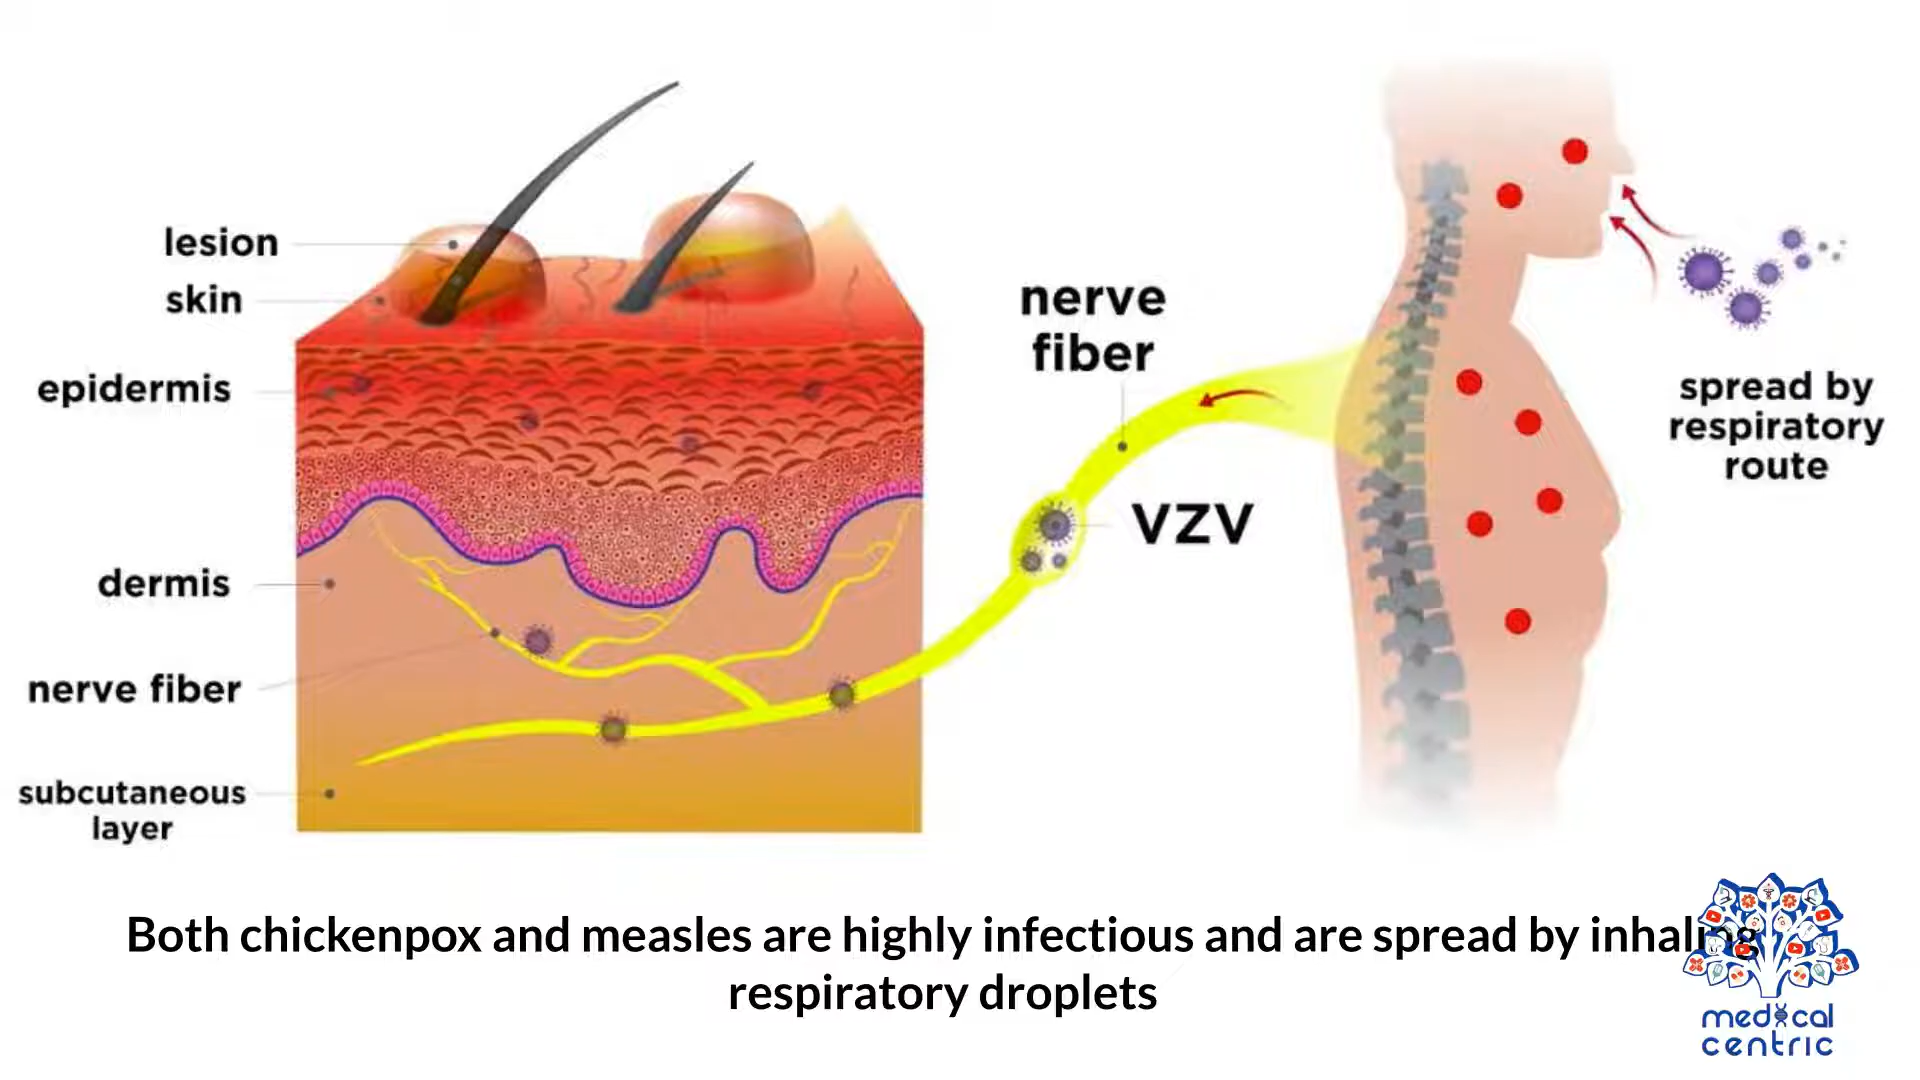 lesion
skin
epidermis
dermis
nerve fiber
subcutaneous
layer
nerve
fiber
VZV
spread by
respiratory
route
Both chickenpox and measles are highly infectious and are spread by inhaling
respiratory droplets
medical
centric